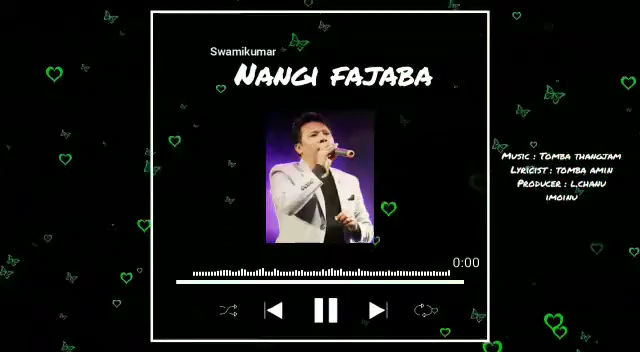 Swamikumar
NANGI FAJABA
MUSIC : TOMBA THANGJAM
LYRICIST : TOMBA AMIN
PRODUCER : L.CHANU
IMOINU
0:00